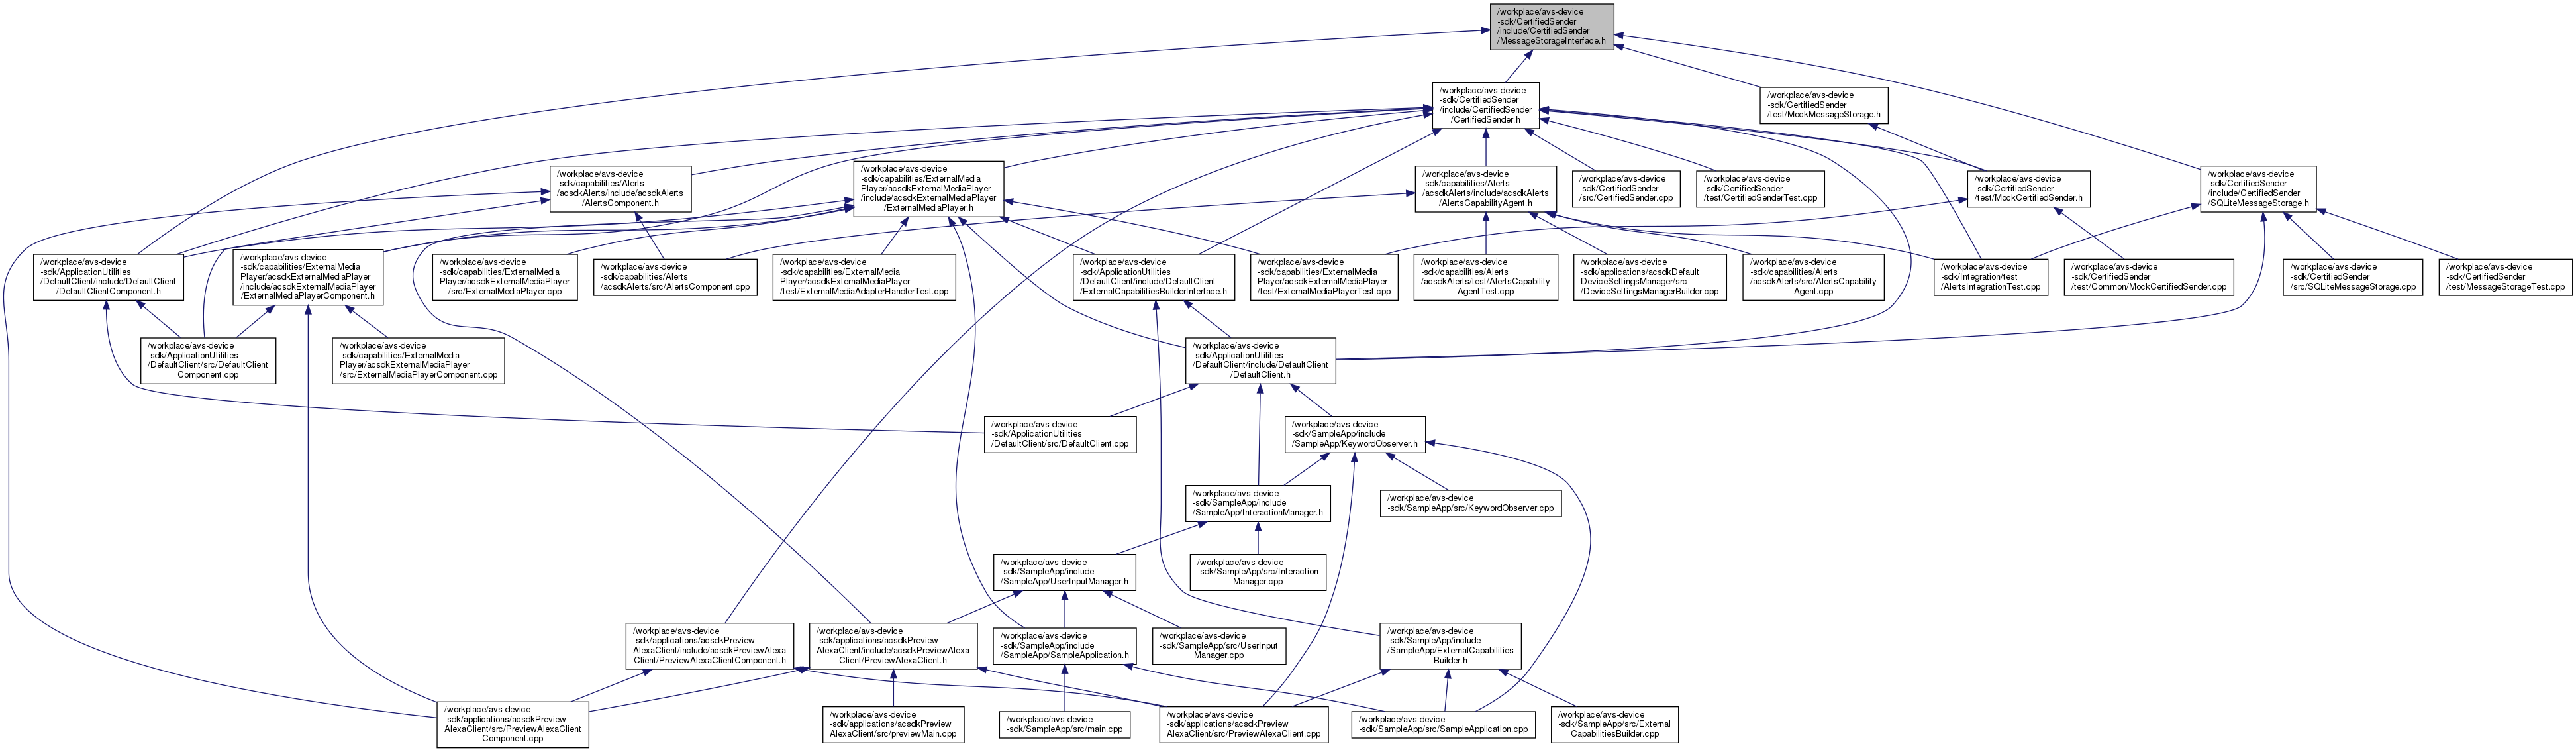 /workplace/avs-device
-sdk/CertifiedSender
/include/CertifiedSender
/MessageStorageInterface.h
/workplace/avs-device
-sdk/CertifiedSender
/include/CertifiedSender
/CertifiedSender.h
/workplace/avs-device
-sdk/CertifiedSender
/test/MockMessageStorage.h
/workplace/avs-device
-sdk/capabilities/Alerts
/acsdkAlerts/include/acsdkAlerts
/AlertsComponent.h
/workplace/avs-device
-sdk/capabilities/ExternalMedia
Player/acsdkExternalMediaPlayer
/include/acsdkExternalMediaPlayer
/ExternalMediaPlayer.h
/workplace/avs-device
-sdk/capabilities/Alerts
/acsdkAlerts/include/acsdkAlerts
/AlertsCapabilityAgent.h
/workplace/avs-device
-sdk/CertifiedSender
/src/CertifiedSender.cpp
/workplace/avs-device
-sdk/CertifiedSender
/test/CertifiedSenderTest.cpp
/workplace/avs-device
-sdk/CertifiedSender
/test/MockCertifiedSender.h
/workplace/avs-device
-sdk/CertifiedSender
/include/CertifiedSender
/SQLiteMessageStorage.h
/workplace/avs-device
-sdk/ApplicationUtilities
/DefaultClient/include/DefaultClient
/DefaultClientComponent.h
/workplace/avs-device
-sdk/capabilities/ExternalMedia
Player/acsdkExternalMediaPlayer
/include/acsdkExternalMediaPlayer
/ExternalMediaPlayerComponent.h
/workplace/avs-device
-sdk/capabilities/ExternalMedia
Player/acsdkExternalMediaPlayer
/src/ExternalMediaPlayer.cpp
/workplace/avs-device
-sdk/capabilities/Alerts
/acsdkAlerts/src/AlertsComponent.cpp
/workplace/avs-device
-sdk/capabilities/ExternalMedia
Player/acsdkExternalMediaPlayer
/test/ExternalMediaAdapterHandlerTest.cpp
/workplace/avs-device
-sdk/ApplicationUtilities
/DefaultClient/include/DefaultClient
/ExternalCapabilitiesBuilderInterface.h
/workplace/avs-device
-sdk/capabilities/ExternalMedia
Player/acsdkExternalMediaPlayer
/test/ExternalMediaPlayerTest.cpp
/workplace/avs-device
-sdk/capabilities/Alerts
/acsdkAlerts/test/AlertsCapability
AgentTest.cpp
/workplace/avs-device
-sdk/applications/acsdkDefault
DeviceSettingsManager/src
/DeviceSettingsManagerBuilder.cpp
/workplace/avs-device
-sdk/capabilities/Alerts
/acsdkAlerts/src/AlertsCapability
Agent.cpp
/workplace/avs-device
-sdk/Integration/test
/AlertsIntegrationTest.cpp
/workplace/avs-device
-sdk/CertifiedSender
/test/Common/MockCertifiedSender.cpp
/workplace/avs-device
-sdk/CertifiedSender
/src/SQLiteMessageStorage.cpp
/workplace/avs-device
-sdk/CertifiedSender
/test/MessageStorageTest.cpp
/workplace/avs-device
-sdk/ApplicationUtilities
/DefaultClient/src/DefaultClient
Component.cpp
/workplace/avs-device
-sdk/capabilities/ExternalMedia
Player/acsdkExternalMediaPlayer
/src/ExternalMediaPlayerComponent.cpp
/workplace/avs-device
-sdk/ApplicationUtilities
/DefaultClient/include/DefaultClient
/DefaultClient.h
/workplace/avs-device
-sdk/ApplicationUtilities
/DefaultClient/src/DefaultClient.cpp
/workplace/avs-device
-sdk/SampleApp/include
/SampleApp/KeywordObserver.h
/workplace/avs-device
-sdk/SampleApp/include
/SampleApp/InteractionManager.h
/workplace/avs-device
-sdk/SampleApp/src/KeywordObserver.cpp
/workplace/avs-device
-sdk/SampleApp/include
/SampleApp/UserInputManager.h
/workplace/avs-device
-sdk/SampleApp/src/Interaction
Manager.cpp
/workplace/avs-device
-sdk/applications/acsdkPreview
AlexaClient/include/acsdkPreviewAlexa
Client/PreviewAlexaClientComponent.h
/workplace/avs-device
-sdk/applications/acsdkPreview
AlexaClient/include/acsdkPreviewAlexa
Client/PreviewAlexaClient.h
/workplace/avs-device
-sdk/SampleApp/include
/SampleApp/SampleApplication.h
/workplace/avs-device
-sdk/SampleApp/src/UserInput
Manager.cpp
/workplace/avs-device
-sdk/SampleApp/include
/SampleApp/ExternalCapabilities
Builder.h
/workplace/avs-device
-sdk/applications/acsdkPreview
AlexaClient/src/PreviewAlexaClient
Component.cpp
/workplace/avs-device
-sdk/applications/acsdkPreview
AlexaClient/src/previewMain.cpp
/workplace/avs-device
-sdk/SampleApp/src/main.cpp
/workplace/avs-device
-sdk/applications/acsdkPreview
AlexaClient/src/PreviewAlexaClient.cpp
/workplace/avs-device
-sdk/SampleApp/src/SampleApplication.cpp
/workplace/avs-device
-sdk/SampleApp/src/External
CapabilitiesBuilder.cpp